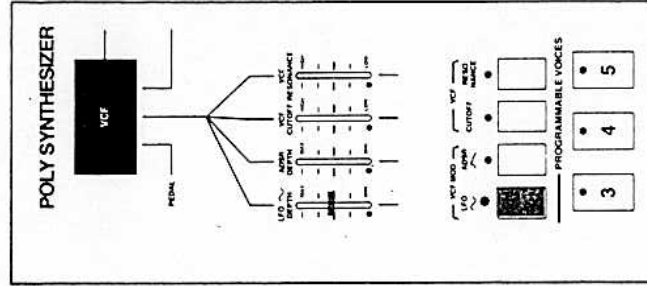 POLY SYNTHESIZER
VCF
PEDAL
VCF
RESONANCE
VCF
CUTOFF
ADSR
DEPTH
LFO
DEPTH
VCF
RESO
NANCE
CUTOFF
VCF MOD
ADSR
LFO
PROGRAMMABLE VOICES
5
4
3